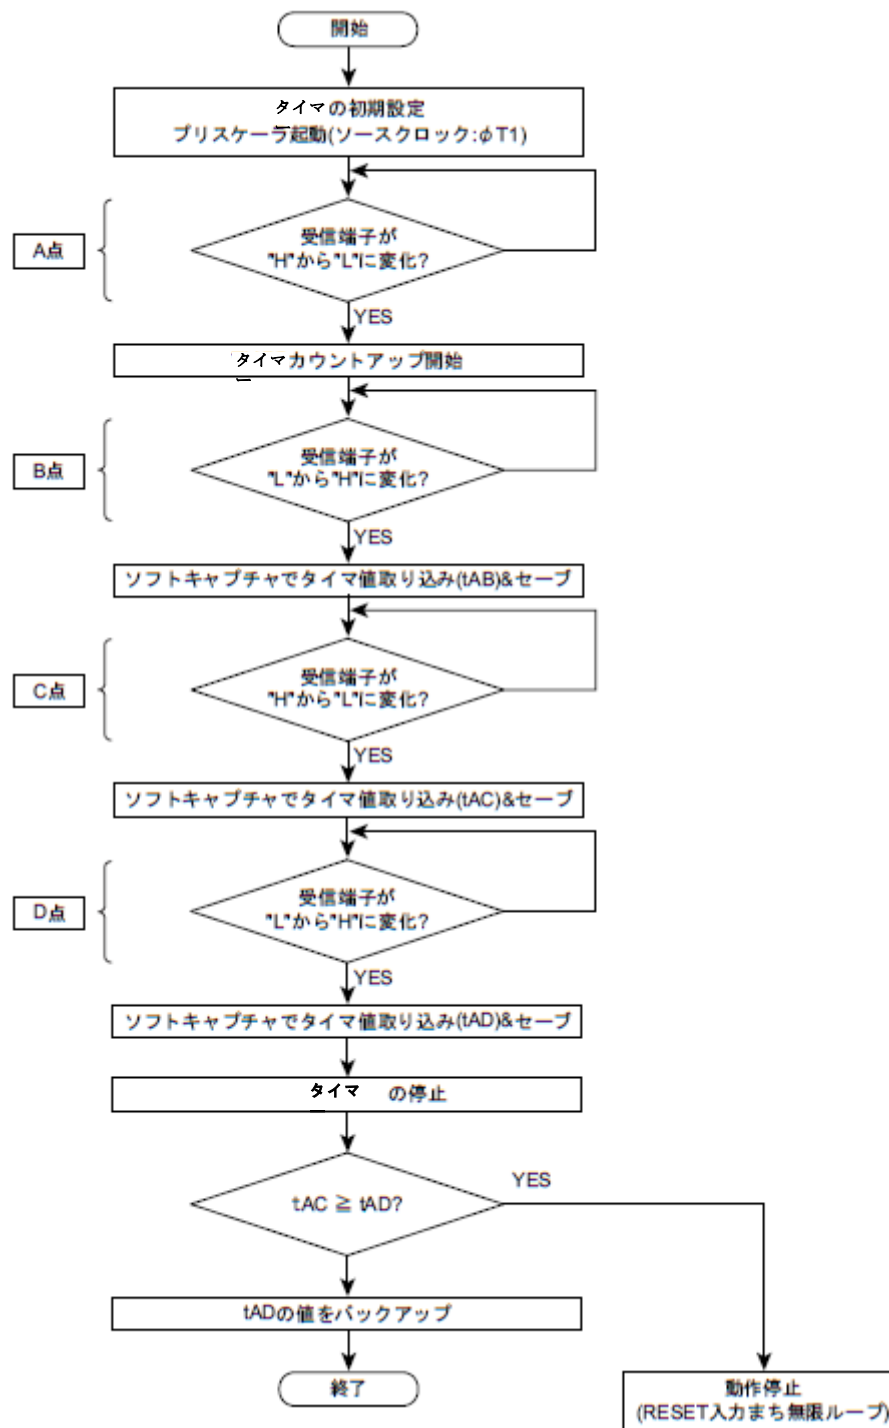 開始
タイマの初期設定
プリスケーラ起動(ソースクロック:φT1)
A点
受信端子が
"H"から"L"に変化?
YES
タイマカウントアップ開始
B点
受信端子が
"L"から"H"に変化?
YES
ソフトキャプチャでタイマ値取り込み(tAB)&セーブ
C点
受信端子が
"H"から"L"に変化?
YES
ソフトキャプチャでタイマ値取り込み(tAC)&セーブ
D点
受信端子が
"L"から"H"に変化?
YES
ソフトキャプチャでタイマ値取り込み(tAD)&セーブ
タイマ の停止
YES
tAC ≧ tAD?
tADの値をバックアップ
終了
動作停止
(RESET入力まち無限ループ)